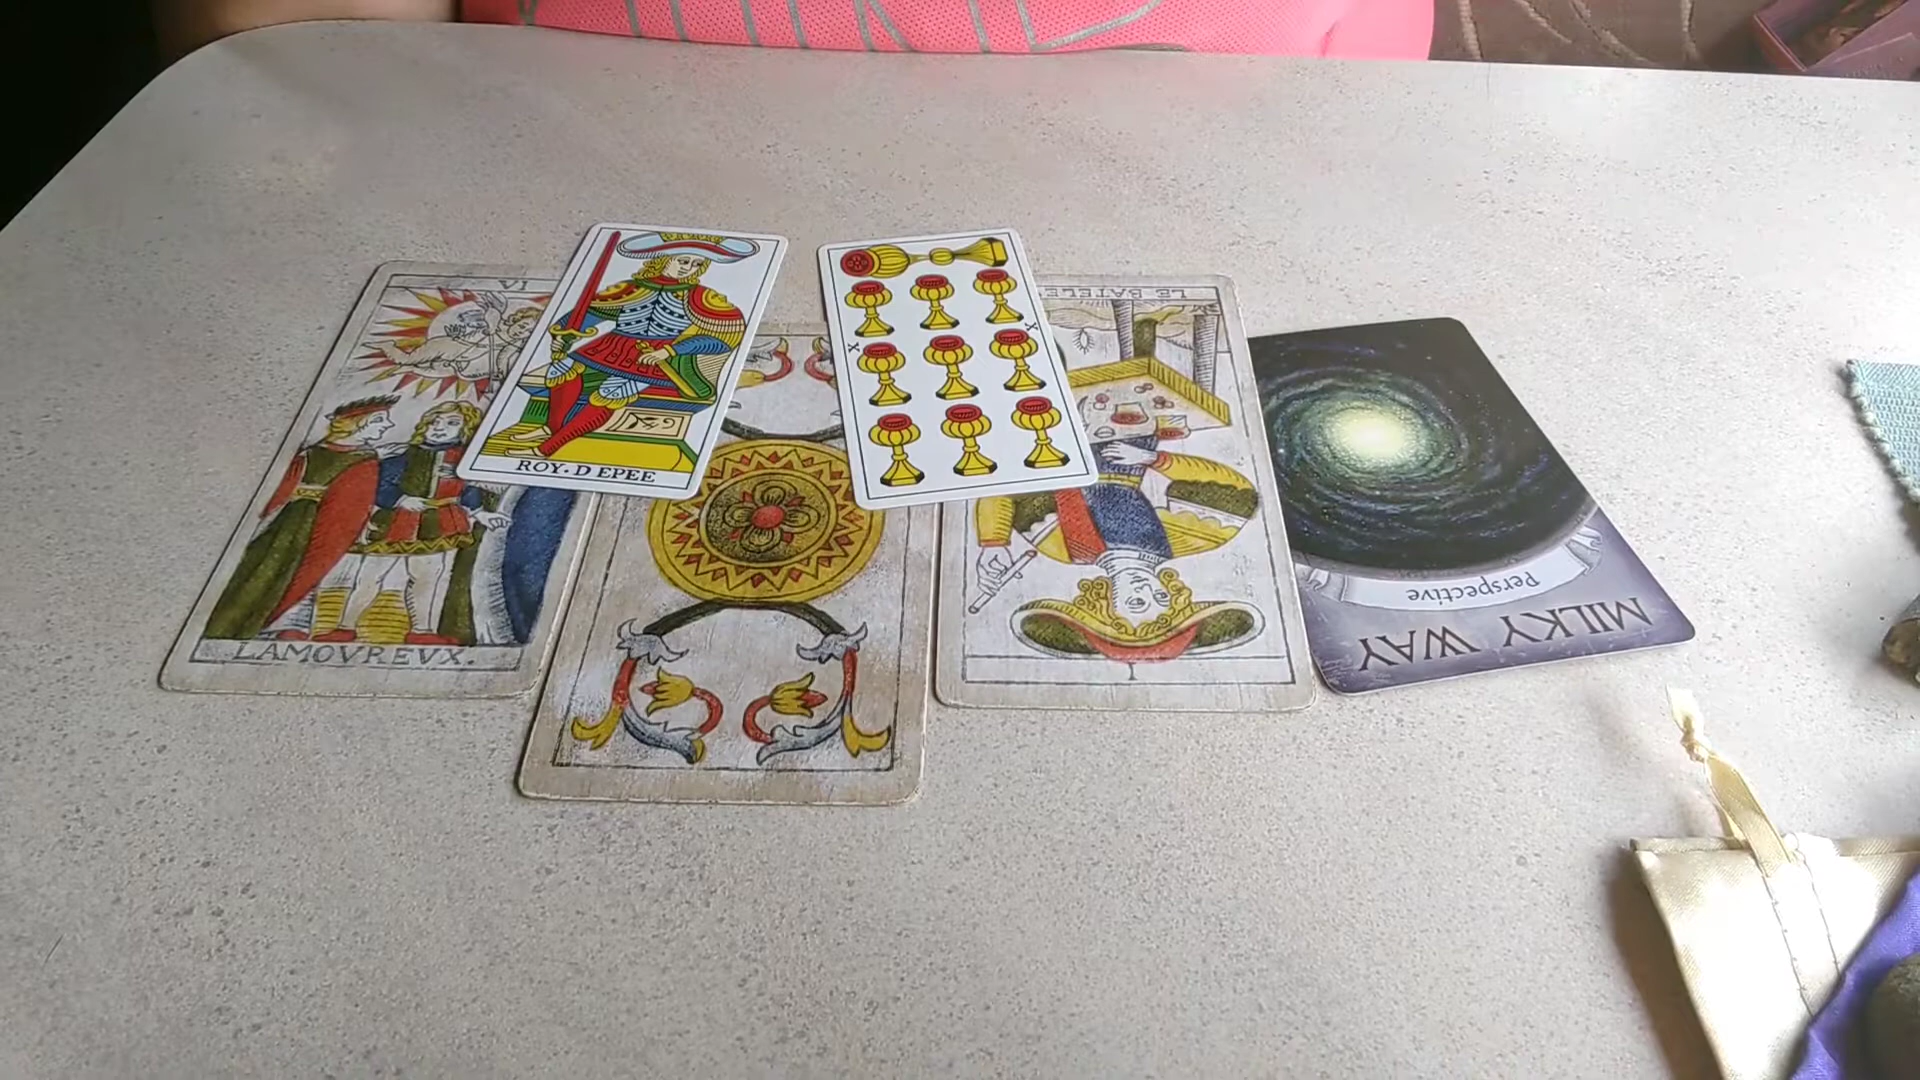 VI
LAMOVREVX.
ROY·D EPEE
X
X
LE BATELE
I
Perspective
MILKY WAY